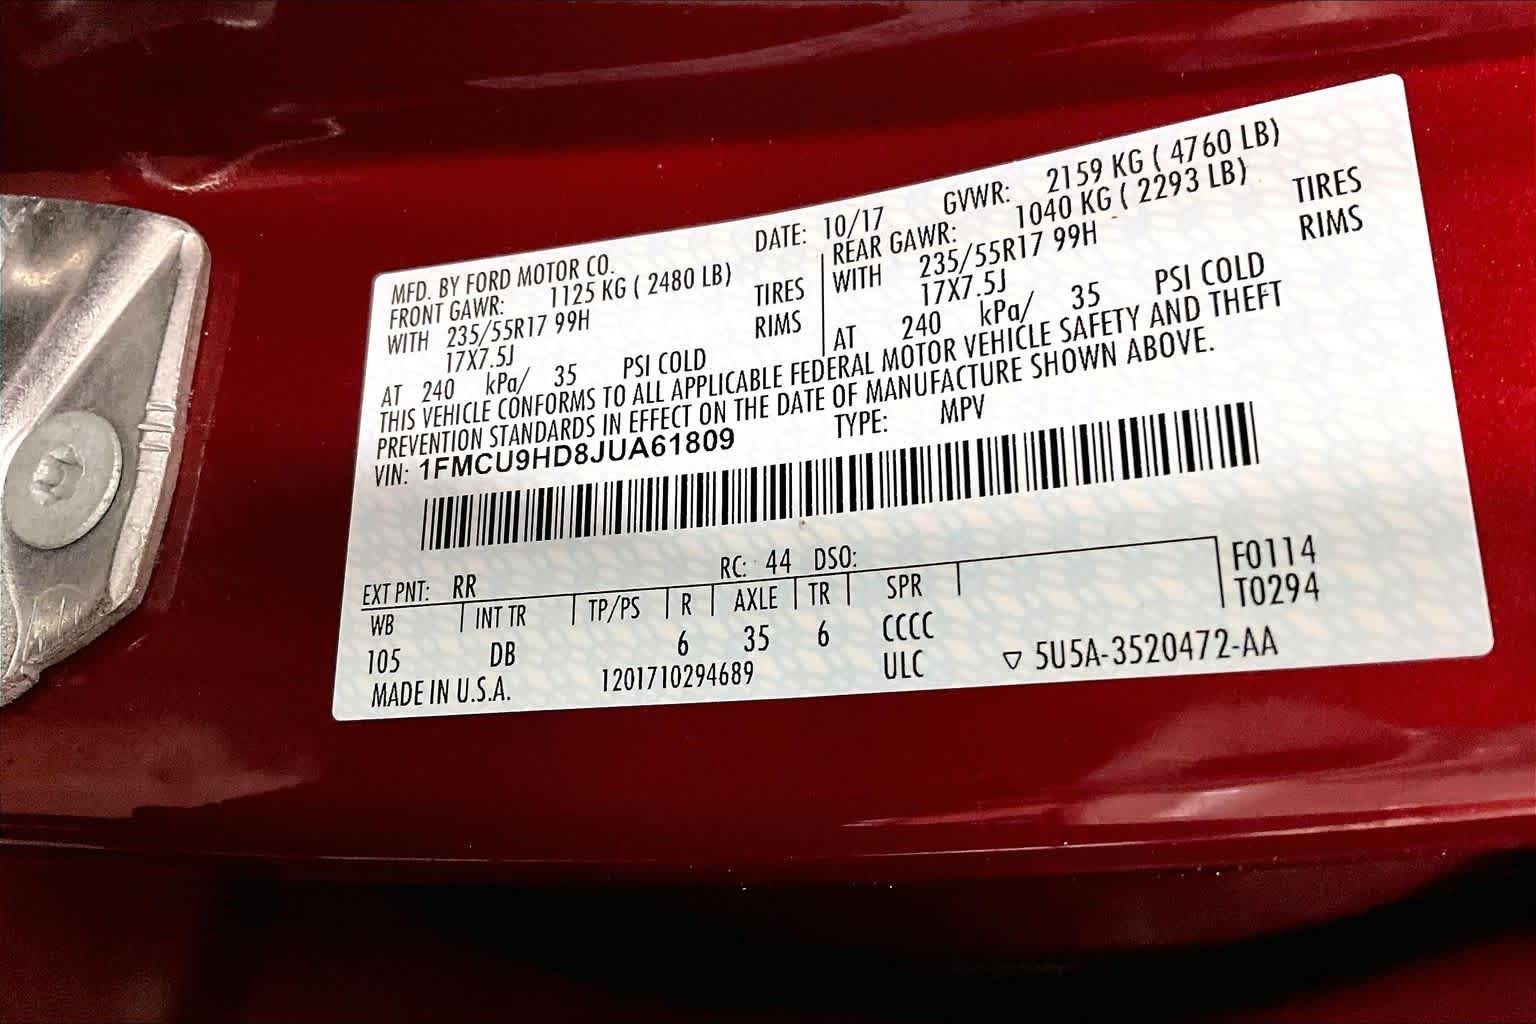 MFD. BY FORD MOTOR CO. DATE: 10/17 GVWR: 2159 KG ( 4760 LB)
FRONT GAWR: 1125 KG ( 2480 LB)
WITH 235/55R17 99H TIRES
17X7.5J RIMS
AT 240 kPa/ 35 PSI COLD
REAR GAWR: 1040 KG ( 2293 LB)
WITH 235/55R17 99H TIRES
17X7.5J RIMS
AT 240 kPa/ 35 PSI COLD
THIS VEHICLE CONFORMS TO ALL APPLICABLE FEDERAL MOTOR VEHICLE SAFETY AND THEFT
PREVENTION STANDARDS IN EFFECT ON THE DATE OF MANUFACTURE SHOWN ABOVE.
VIN: 1FMCU9HD8JUA61809 TYPE: MPV
EXT PNT: RR RC: 44 DSO: F0114
WB INT TR TP/PS R AXLE TR SPR T0294
105 DB 6 35 6 CCCC
MADE IN U.S.A. 1201710294689 ULC ▽ 5U5A-3520472-AA